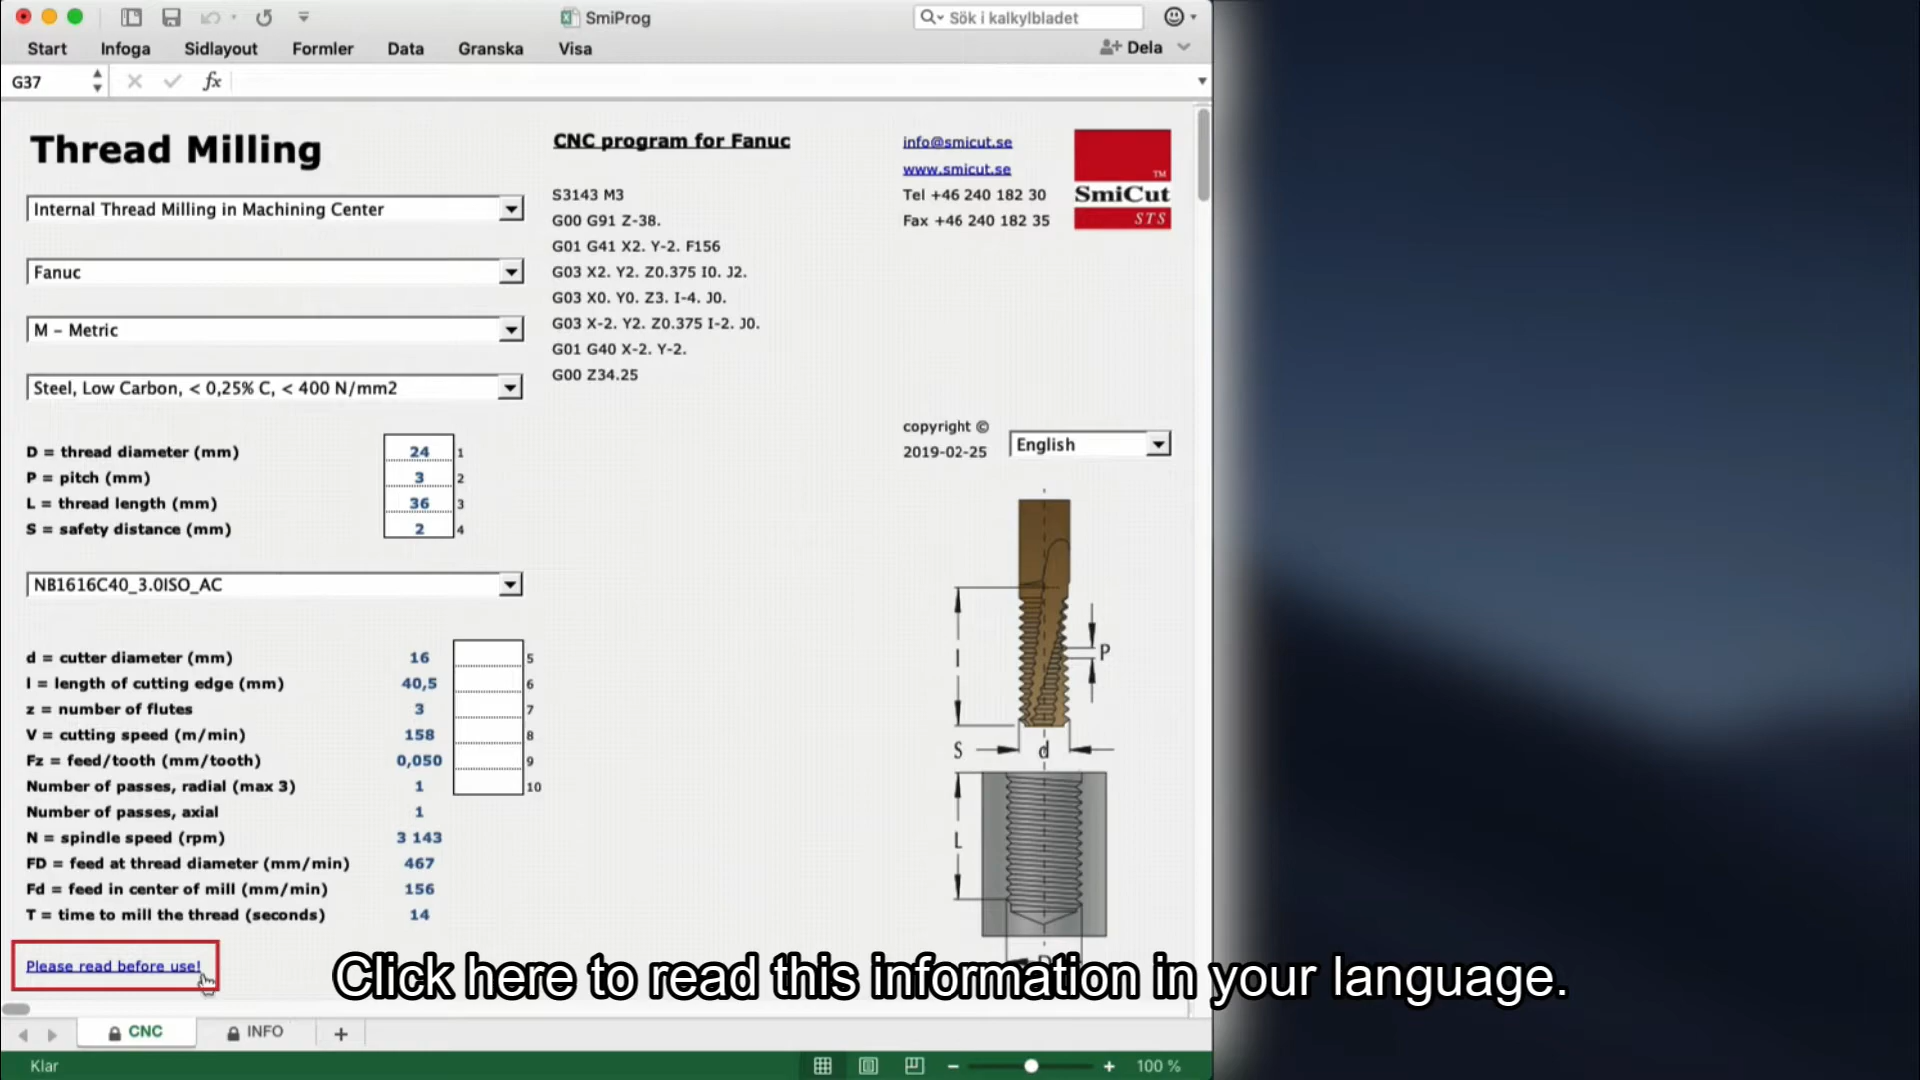 SmiProg
Sök i kalkylbladet
Start Infoga Sidlayout Formler Data Granska Visa
Dela
G37
fx
Thread Milling
Internal Thread Milling in Machining Center
Fanuc
M – Metric
Steel, Low Carbon, < 0,25% C, < 400 N/mm2
D = thread diameter (mm) 24 1
P = pitch (mm) 3 2
L = thread length (mm) 36 3
S = safety distance (mm) 2 4
NB1616C40_3.0ISO_AC
d = cutter diameter (mm) 16 5
l = length of cutting edge (mm) 40,5 6
z = number of flutes 3 7
V = cutting speed (m/min) 158 8
Fz = feed/tooth (mm/tooth) 0,050 9
Number of passes, radial (max 3) 1 10
Number of passes, axial 1
N = spindle speed (rpm) 3 143
FD = feed at thread diameter (mm/min) 467
Fd = feed in center of mill (mm/min) 156
T = time to mill the thread (seconds) 14
Please read before use!
CNC program for Fanuc
S3143 M3
G00 G91 Z-38.
G01 G41 X2. Y-2. F156
G03 X2. Y2. Z0.375 I0. J2.
G03 X0. Y0. Z3. I-4. J0.
G03 X-2. Y2. Z0.375 I-2. J0.
G01 G40 X-2. Y-2.
G00 Z34.25
info@smicut.se
www.smicut.se
Tel +46 240 182 30
Fax +46 240 182 35
TM
SmiCut
STS
copyright ©
2019-02-25
English
l
P
S
d
L
Click here to read this information in your language.
CNC INFO
Klar
100 %